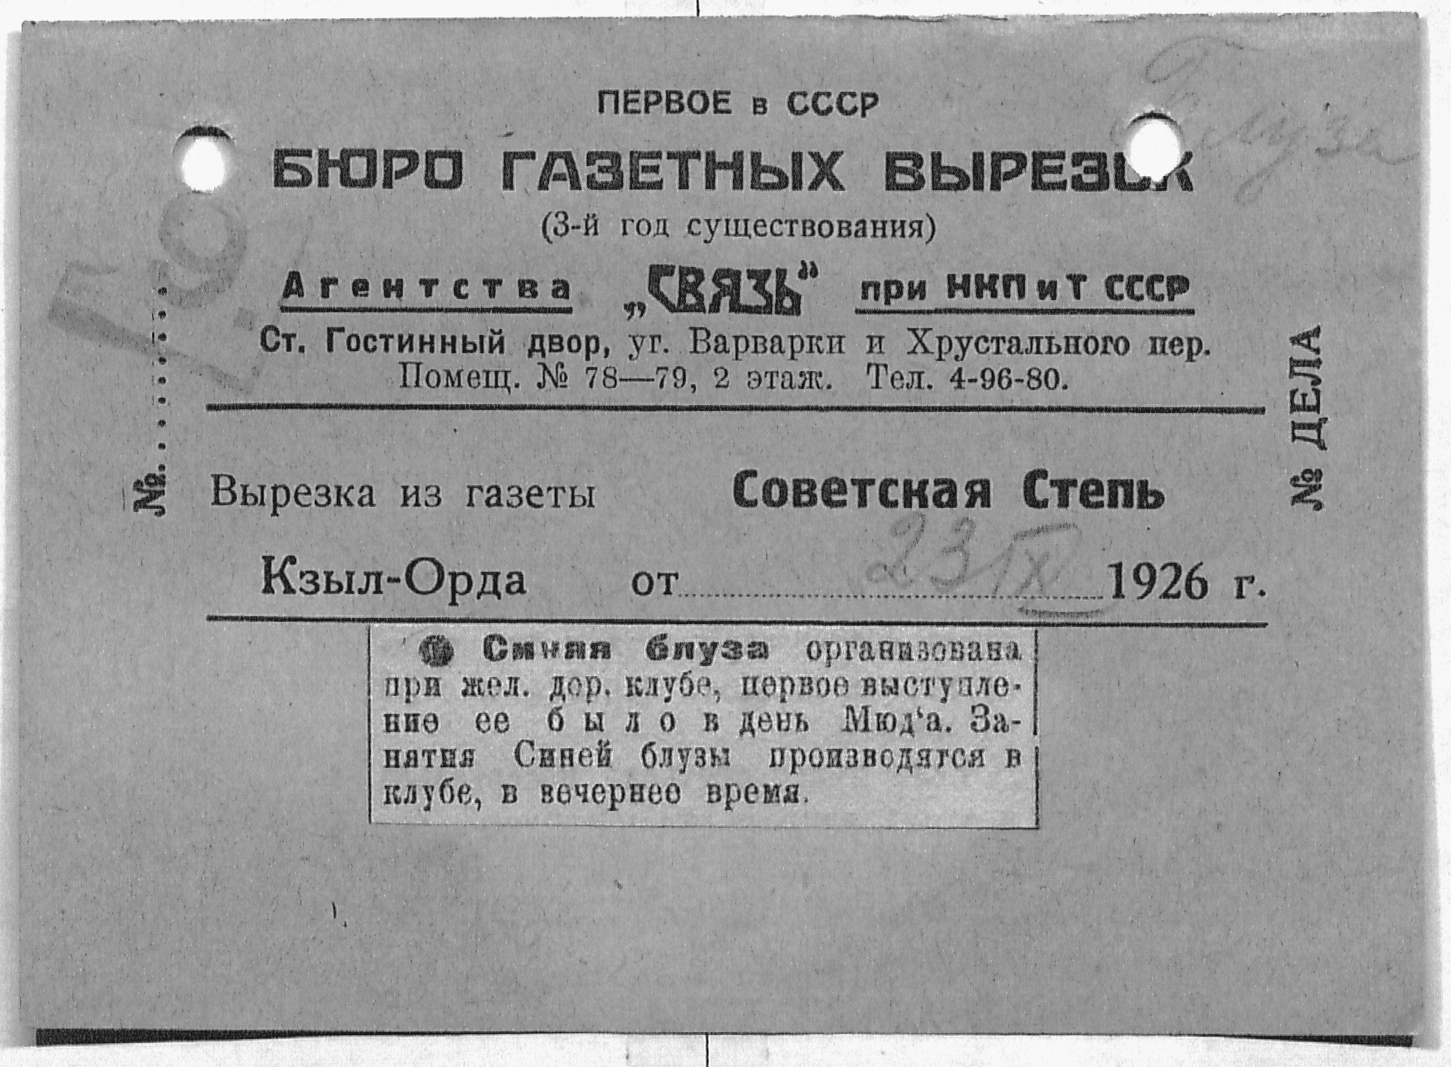 ПЕРВОЕ в СССР
БЮРО ГАЗЕТНЫХ ВЫРЕЗОК
(3-й год существования)
Агентства „СВЯЗЬ“ при НКПиТ СССР
Ст. Гостинный двор, уг. Варварки и Хрустального пер.
Помещ. № 78—79, 2 этаж. Тел. 4-96-80.
№..........
№ ДЕЛА
Вырезка из газеты Советская Степь
Кзыл-Орда от 23 IX 1926 г.
Синяя блуза организована
при жел. дор. клубе, первое выступле-
ние ее было в день Мюд‘а. За-
нятия Синей блузы производятся в
клубе, в вечернее время.